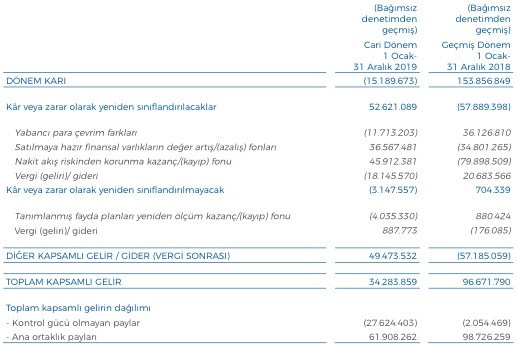 (Bağımsız (Bağımsız
denetimden denetimden
geçmiş) geçmiş)
Cari Dönem Geçmiş Dönem
1 Ocak- 1 Ocak-
31 Aralık 2019 31 Aralık 2018
DÖNEM KARI (15.189.673) 153.856.849
Kâr veya zarar olarak yeniden sınıflandırılacaklar 52.621.089 (57.889.398)
Yabancı para çevrim farkları (11.713.203) 36.126.810
Satılmaya hazır finansal varlıkların değer artış/(azalış) fonları 36.567.481 (34.801.265)
Nakit akış riskinden korunma kazanç/(kayıp) fonu 45.912.381 (79.898.509)
Vergi (geliri)/ gideri (18.145.570) 20.683.566
Kâr veya zarar olarak yeniden sınıflandırılmayacak (3.147.557) 704.339
Tanımlanmış fayda planları yeniden ölçüm kazanç/(kayıp) fonu (4.035.330) 880.424
Vergi (geliri)/ gideri 887.773 (176.085)
DİĞER KAPSAMLI GELİR / GİDER (VERGİ SONRASI) 49.473.532 (57.185.059)
TOPLAM KAPSAMLI GELİR 34.283.859 96.671.790
Toplam kapsamlı gelirin dağılımı
- Kontrol gücü olmayan paylar (27.624.403) (2.054.469)
- Ana ortaklık payları 61.908.262 98.726.259